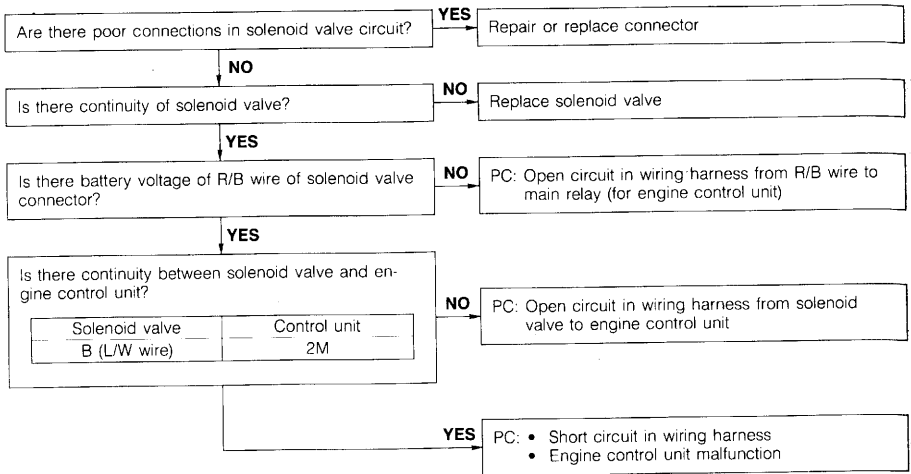 Are there poor connections in solenoid valve circuit?
YES
Repair or replace connector
NO
Is there continuity of solenoid valve?
NO
Replace solenoid valve
YES
Is there battery voltage of R/B wire of solenoid valve
connector?
NO
PC: Open circuit in wiring harness from R/B wire to
main relay (for engine control unit)
YES
Is there continuity between solenoid valve and en-
gine control unit?
Solenoid valve
Control unit
B (L/W wire)
2M
NO
PC: Open circuit in wiring harness from solenoid
valve to engine control unit
YES
PC: • Short circuit in wiring harness
• Engine control unit malfunction